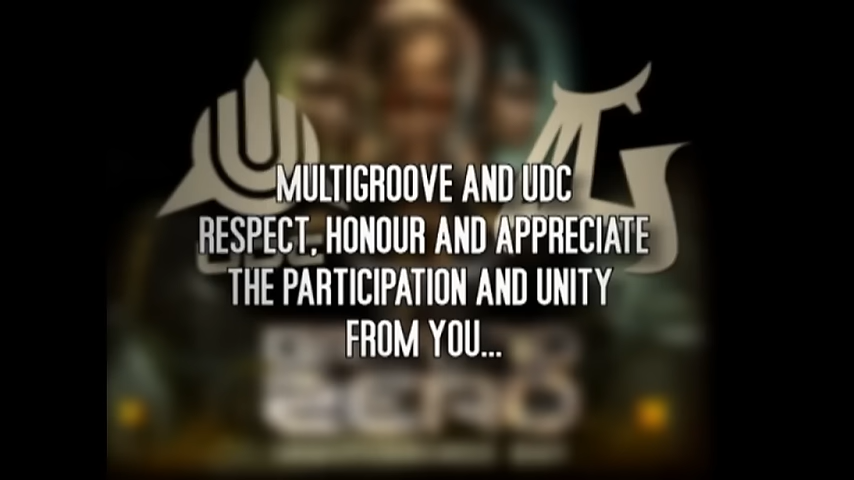 MULTIGROOVE AND UDC
RESPECT, HONOUR AND APPRECIATE
THE PARTICIPATION AND UNITY
FROM YOU...